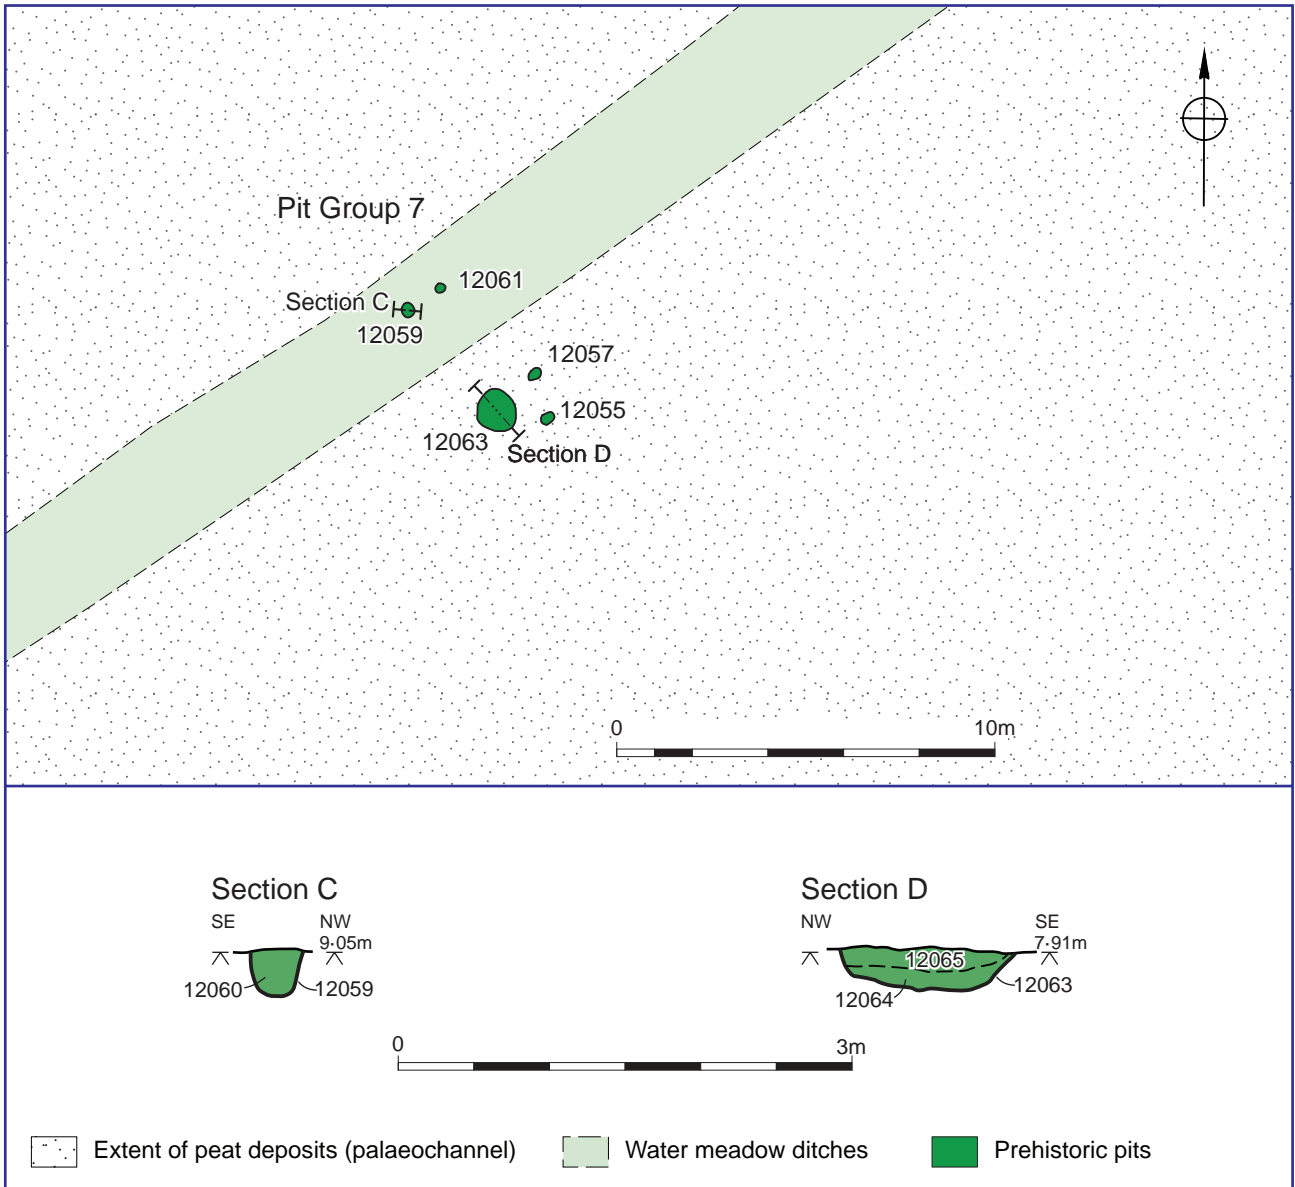 Pit Group 7
12061
Section C
12059
12057
12055
12063
Section D
0 10m
Section C
SE NW
9·05m
12060 12059
Section D
NW SE
7·91m
12065
12064 12063
0 3m
Extent of peat deposits (palaeochannel) Water meadow ditches Prehistoric pits